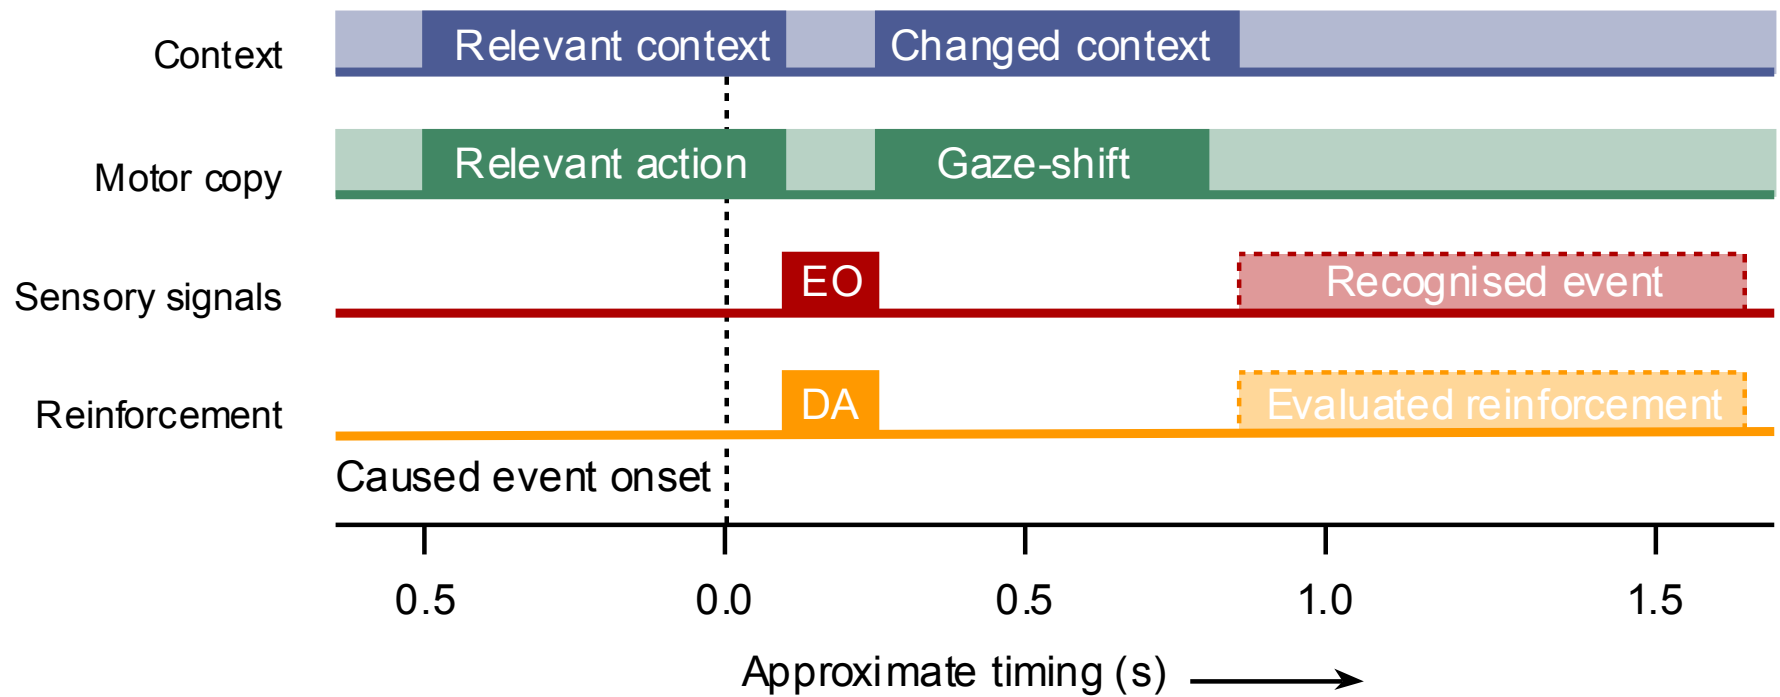 Context
Relevant context
Changed context
Motor copy
Relevant action
Gaze-shift
Sensory signals
EO
Recognised event
Reinforcement
DA
Evaluated reinforcement
Caused event onset
0.5 0.0 0.5 1.0 1.5
Approximate timing (s)